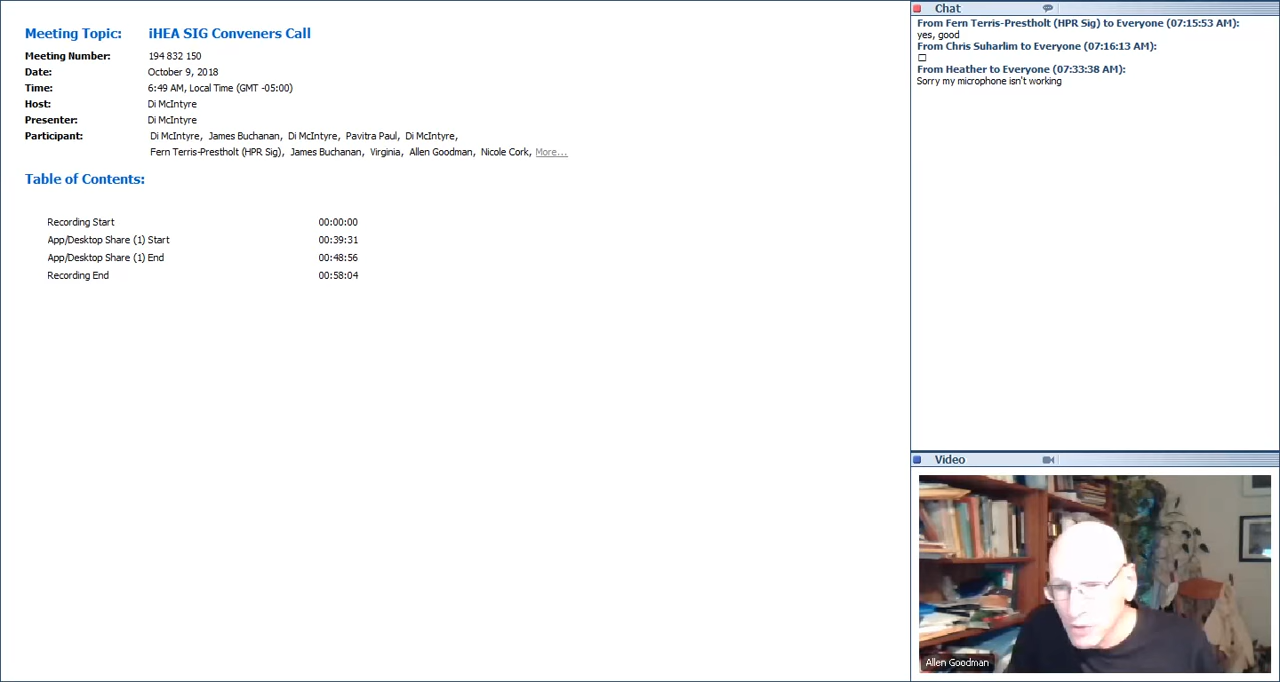 Meeting Topic: iHEA SIG Conveners Call
Meeting Number: 194 832 150
Date: October 9, 2018
Time: 6:49 AM, Local Time (GMT -05:00)
Host: Di McIntyre
Presenter: Di McIntyre
Participant: Di McIntyre, James Buchanan, Di McIntyre, Pavitra Paul, Di McIntyre,
Fern Terris-Prestholt (HPR Sig), James Buchanan, Virginia, Allen Goodman, Nicole Cork, More...
Table of Contents:
Recording Start 00:00:00
App/Desktop Share (1) Start 00:39:31
App/Desktop Share (1) End 00:48:56
Recording End 00:58:04
Chat
From Fern Terris-Prestholt (HPR Sig) to Everyone (07:15:53 AM):
yes, good
From Chris Suharlim to Everyone (07:16:13 AM):
From Heather to Everyone (07:33:38 AM):
Sorry my microphone isn't working
Video
Allen Goodman